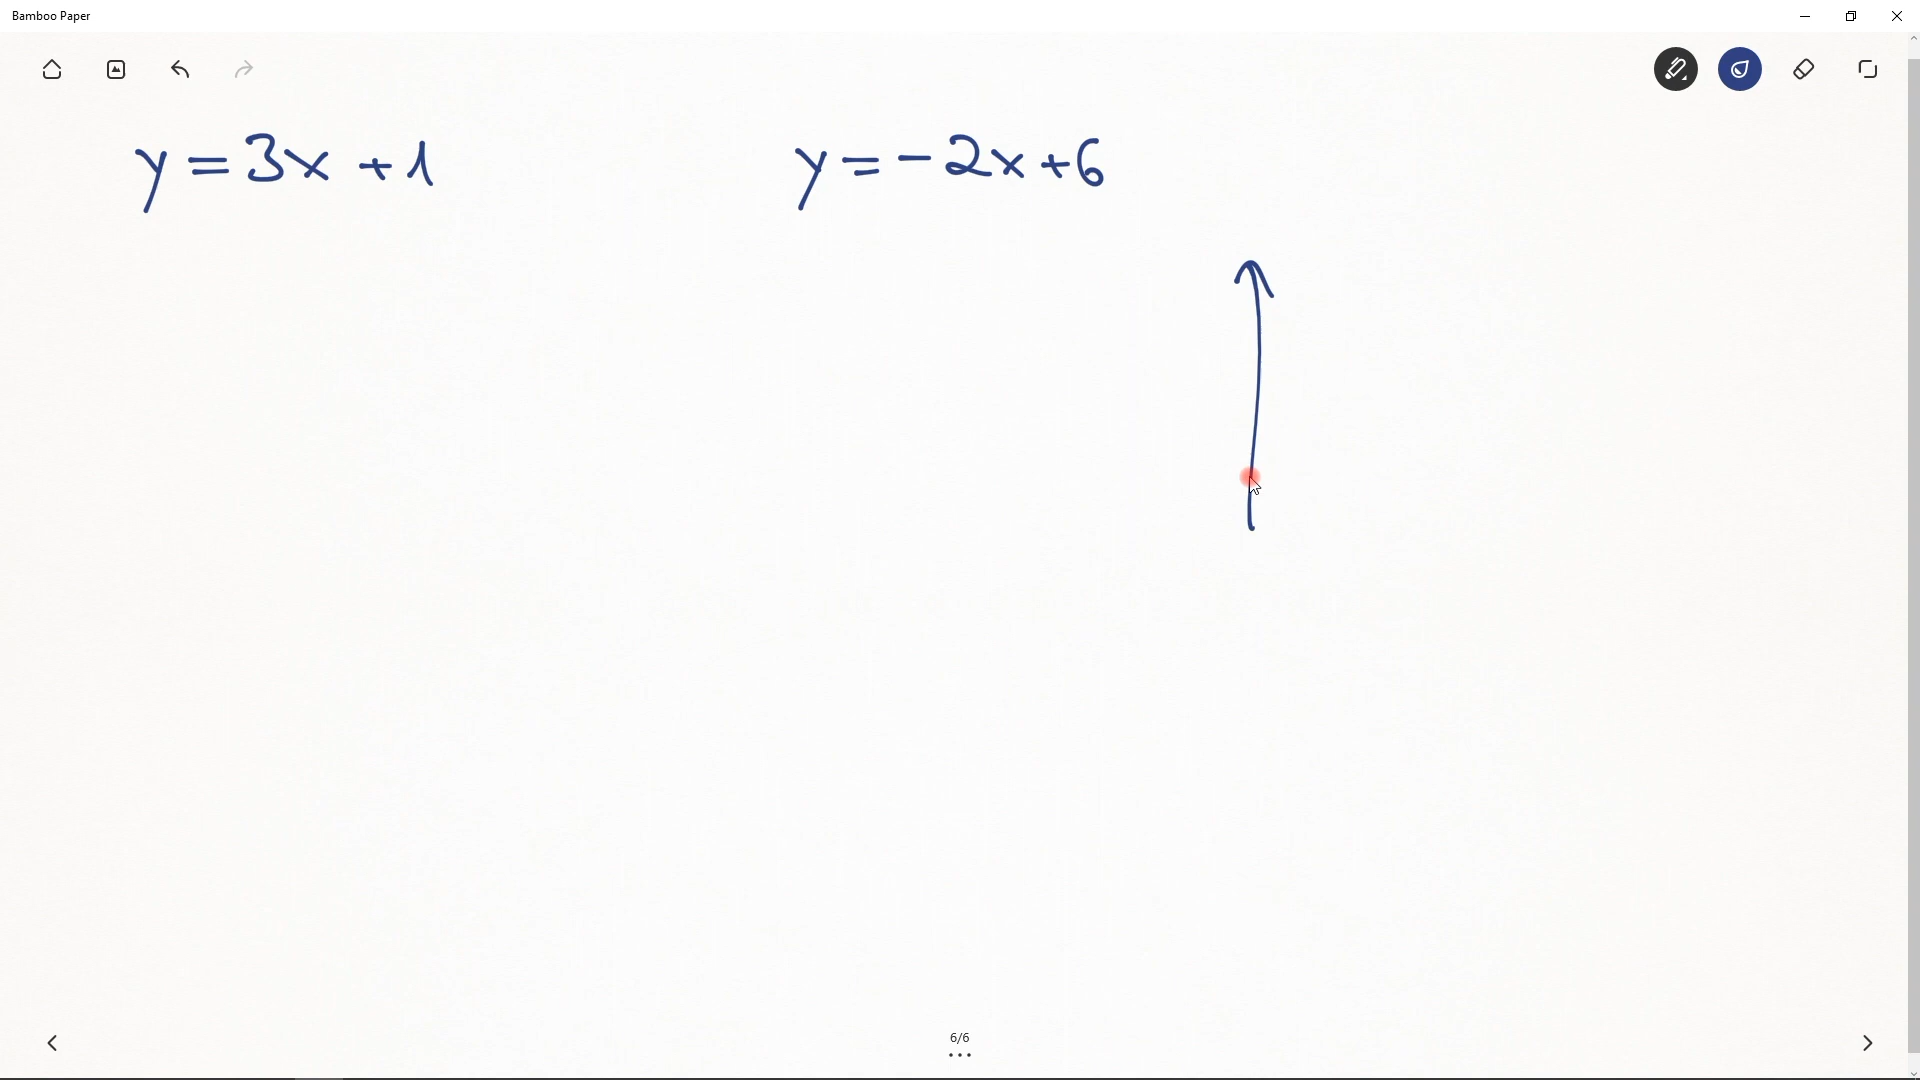 Bamboo Paper
y = 3x + 1
y = - 2x + 6
6/6